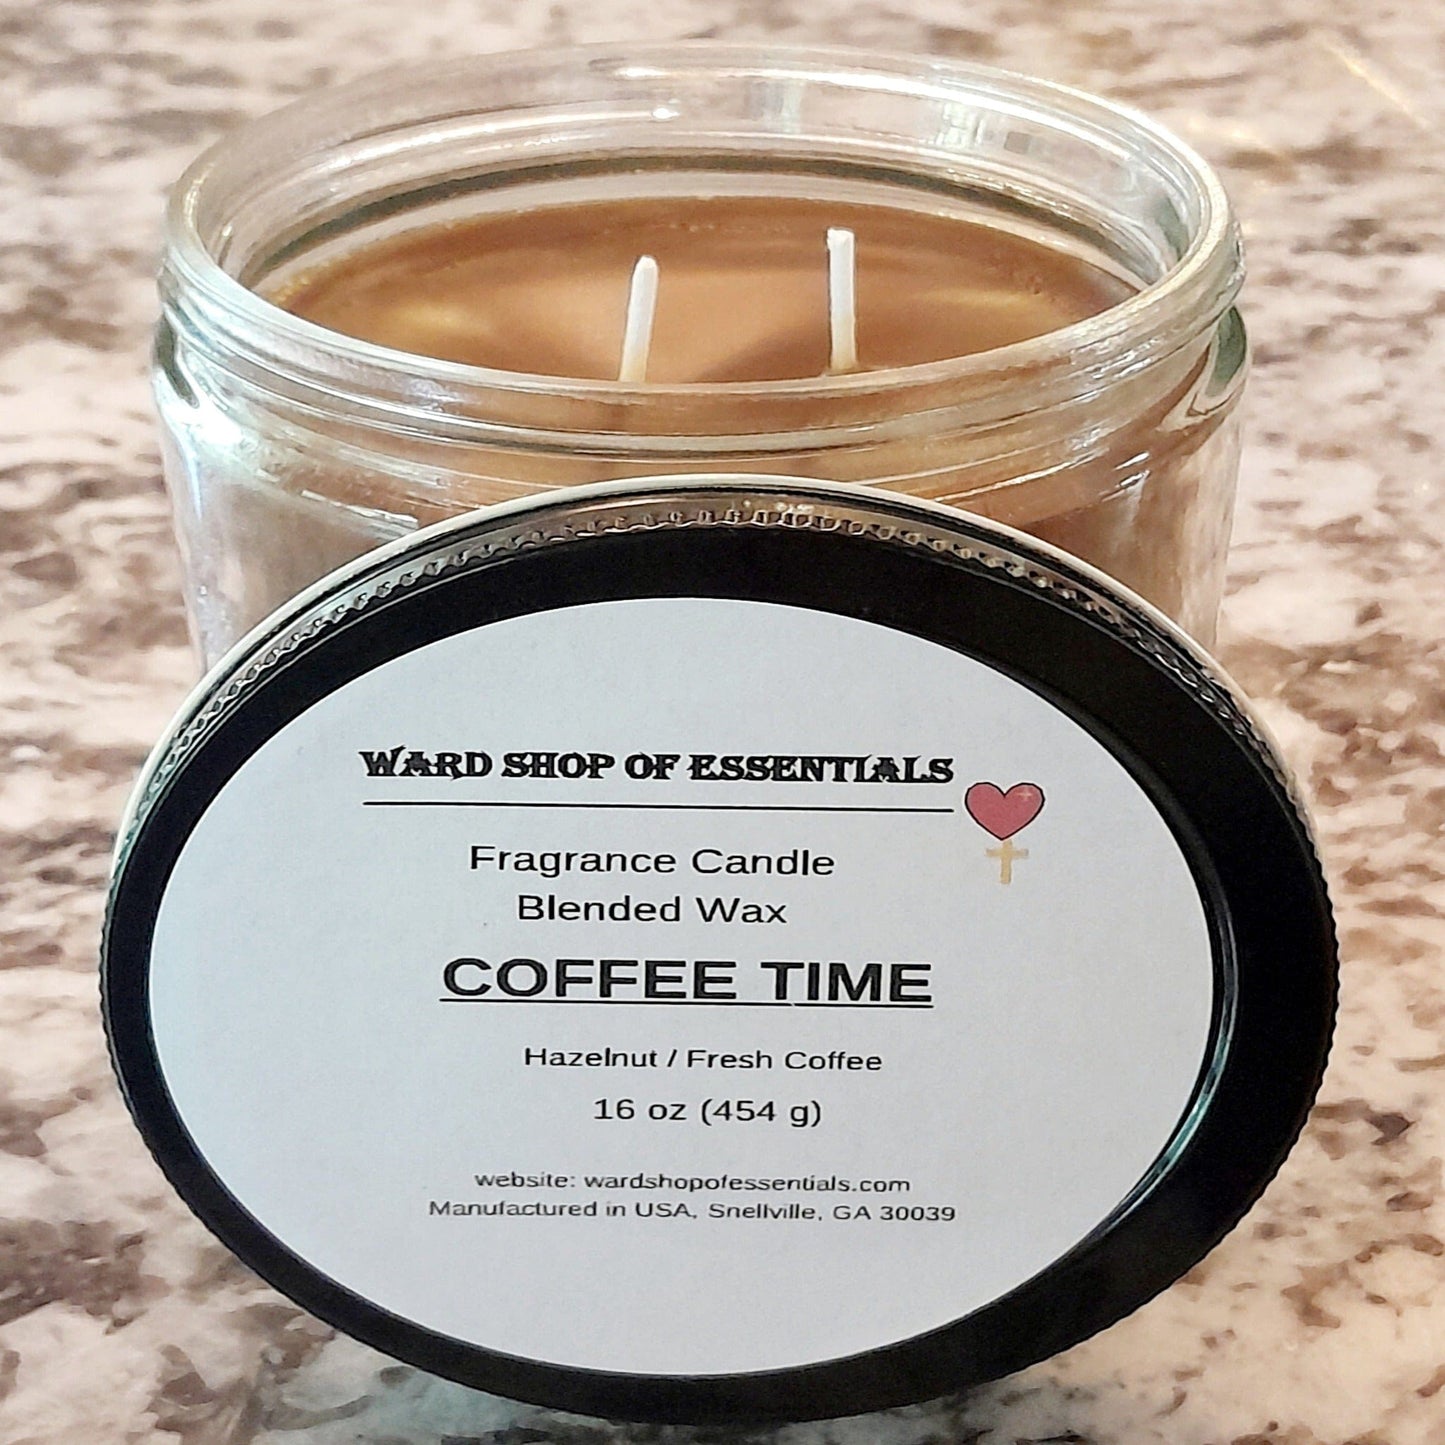 WARD SHOP OF ESSENTIALS
Fragrance Candle
Blended Wax
COFFEE TIME
Hazelnut / Fresh Coffee
16 oz (454 g)
website: wardshopofessentials.com
Manufactured in USA, Snellville, GA 30039